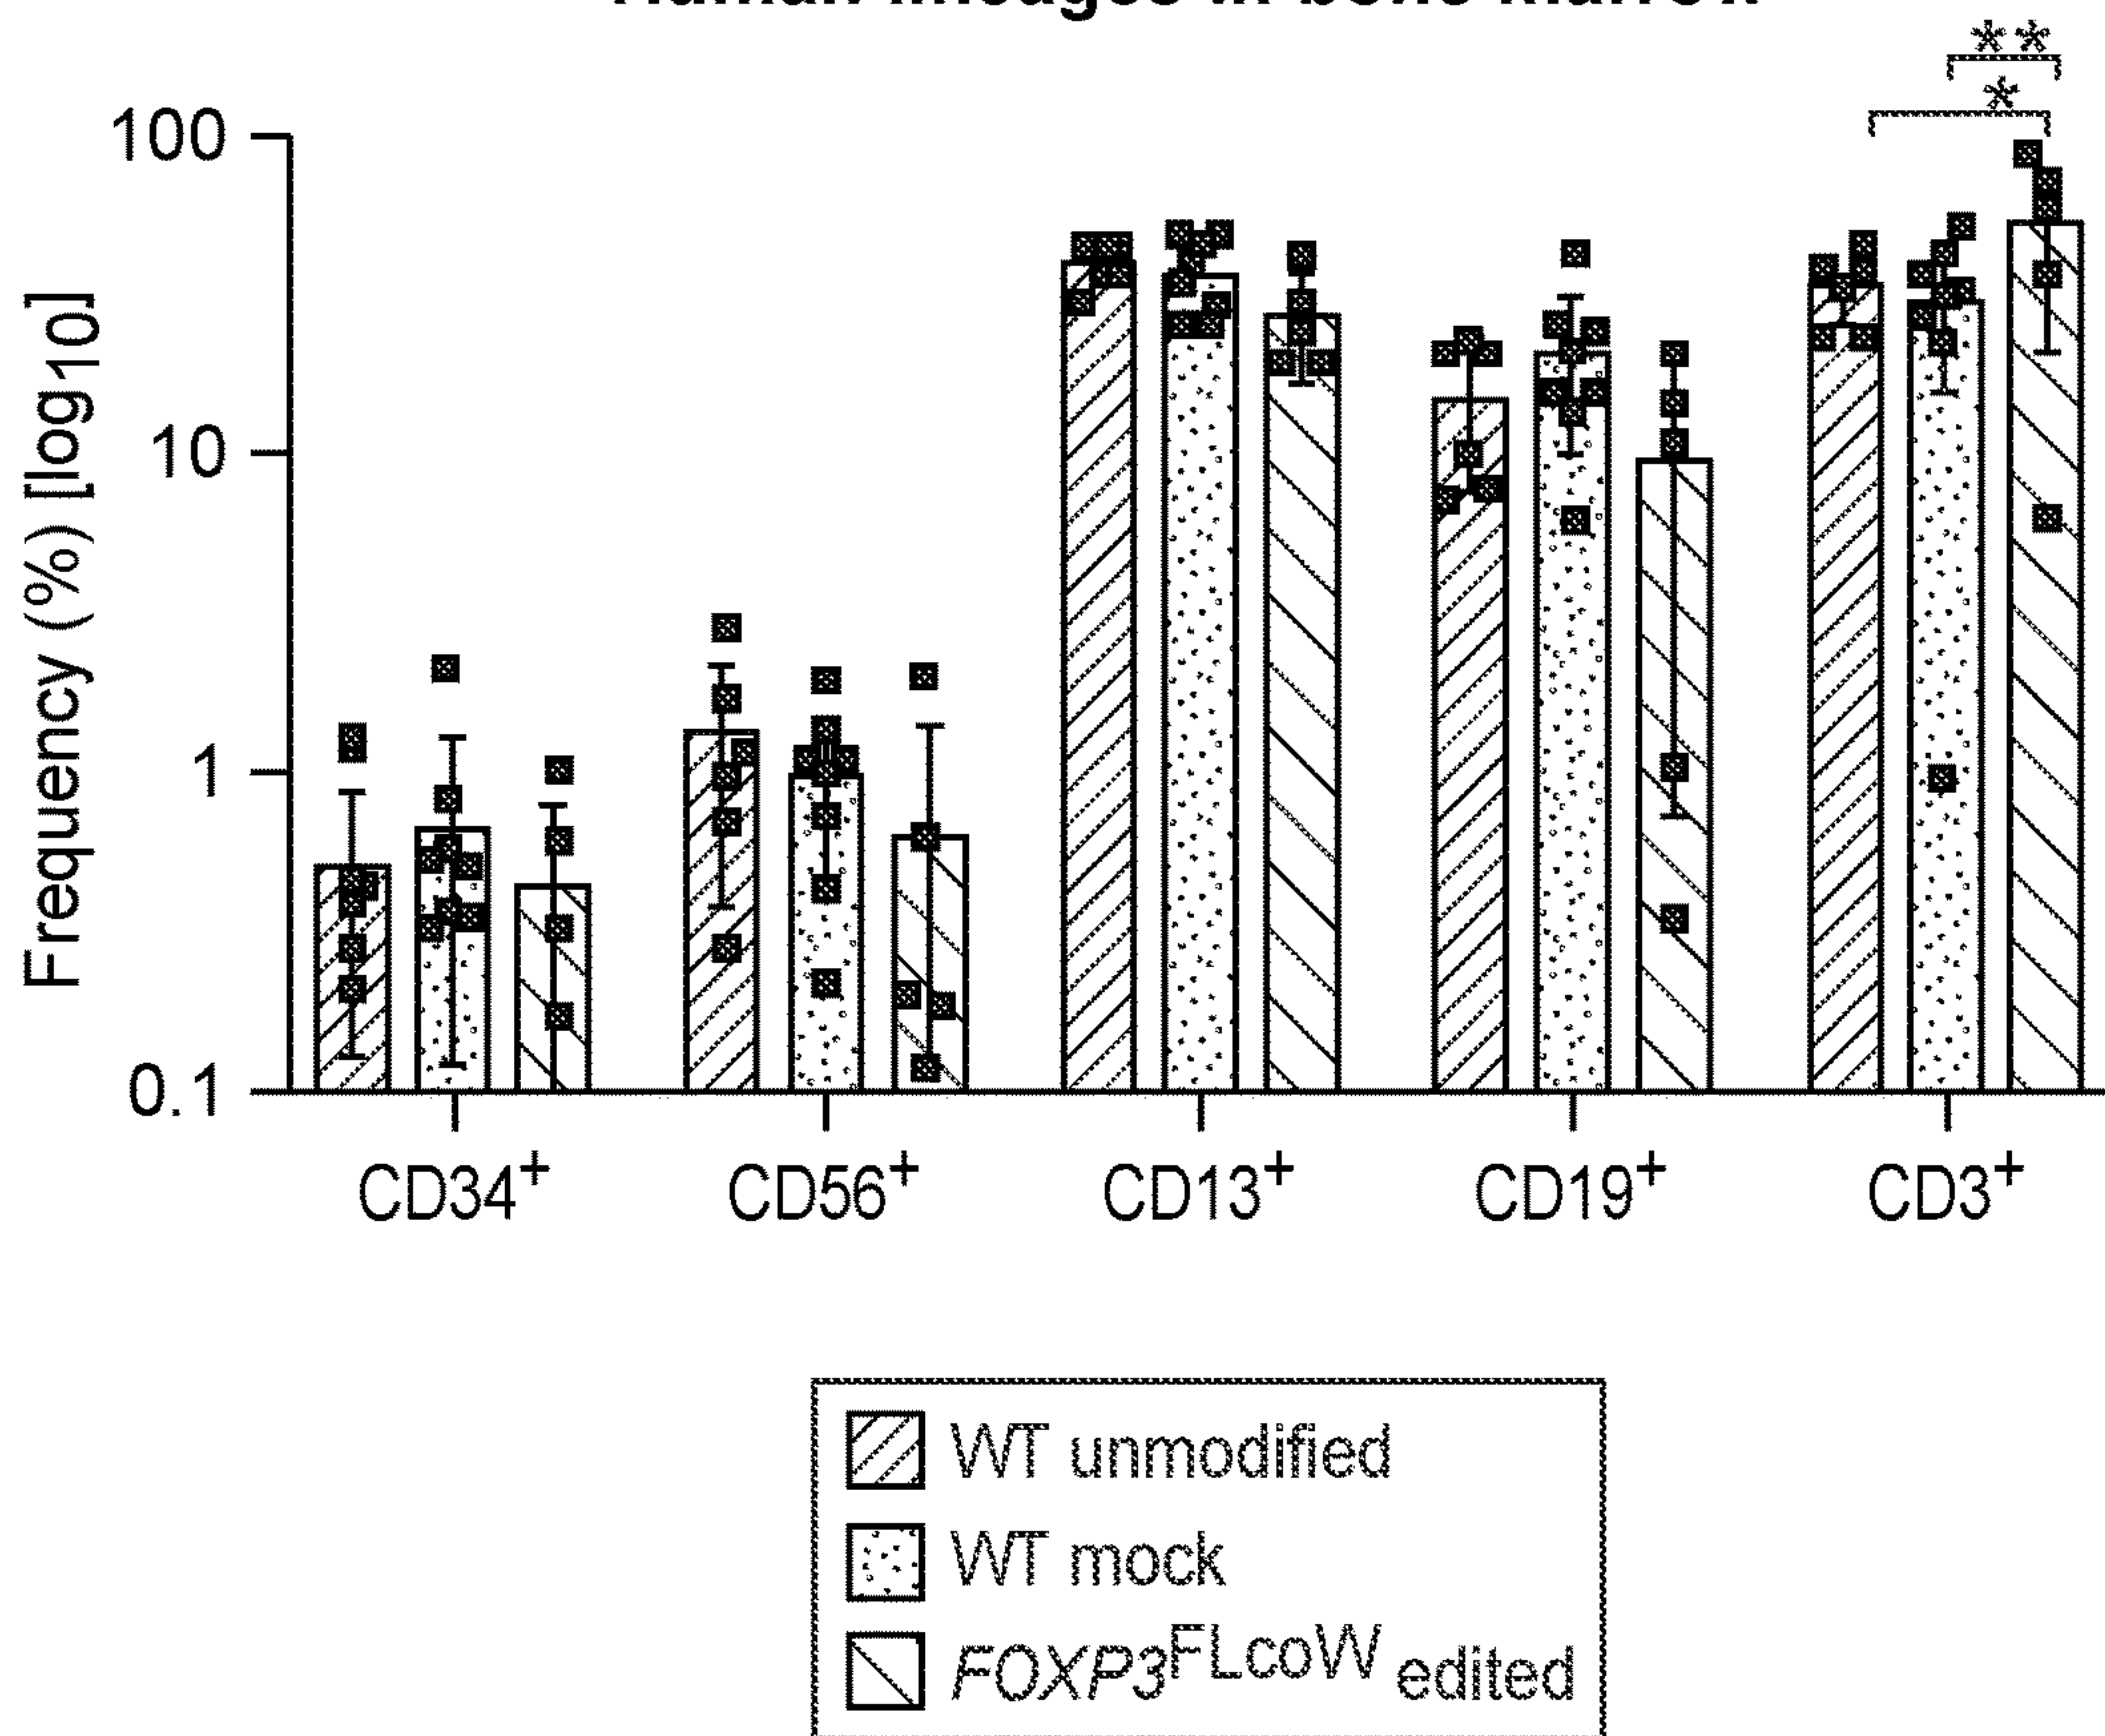 **
*
100
10
1
0.1
Frequency (%) [log10]
CD34+ CD56+ CD13+ CD19+ CD3+
WT unmodified
WT mock
FOXP3FLcoW edited